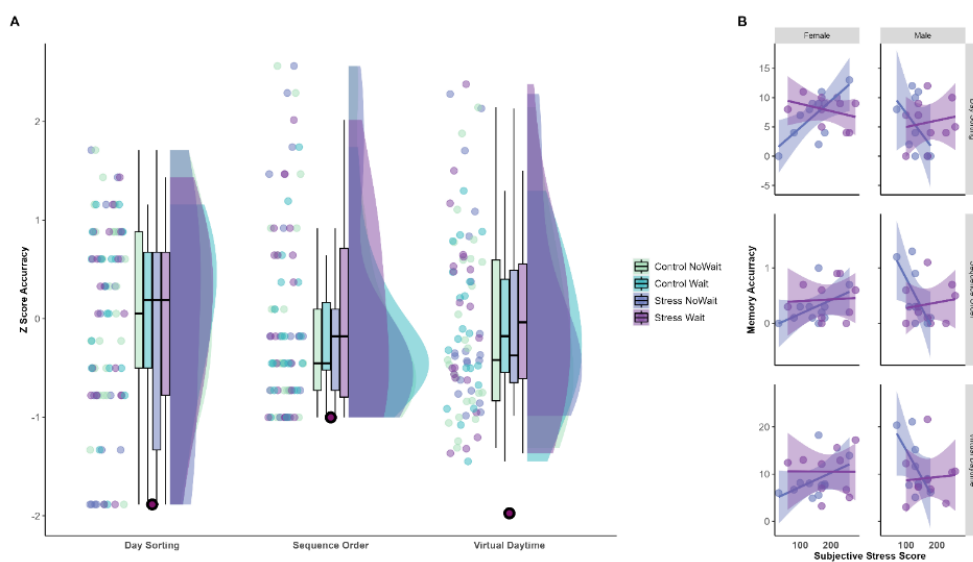 A
Z Score Accurracy
2
1
0
-1
-2
Day Sorting
Sequence Order
Virtual Daytime
Control NoWait
Control Wait
Stress NoWait
Stress Wait
B
Female
Male
Memory Accurracy
15
10
5
0
-5
1
0
20
10
0
100
200
100
200
Subjective Stress Score